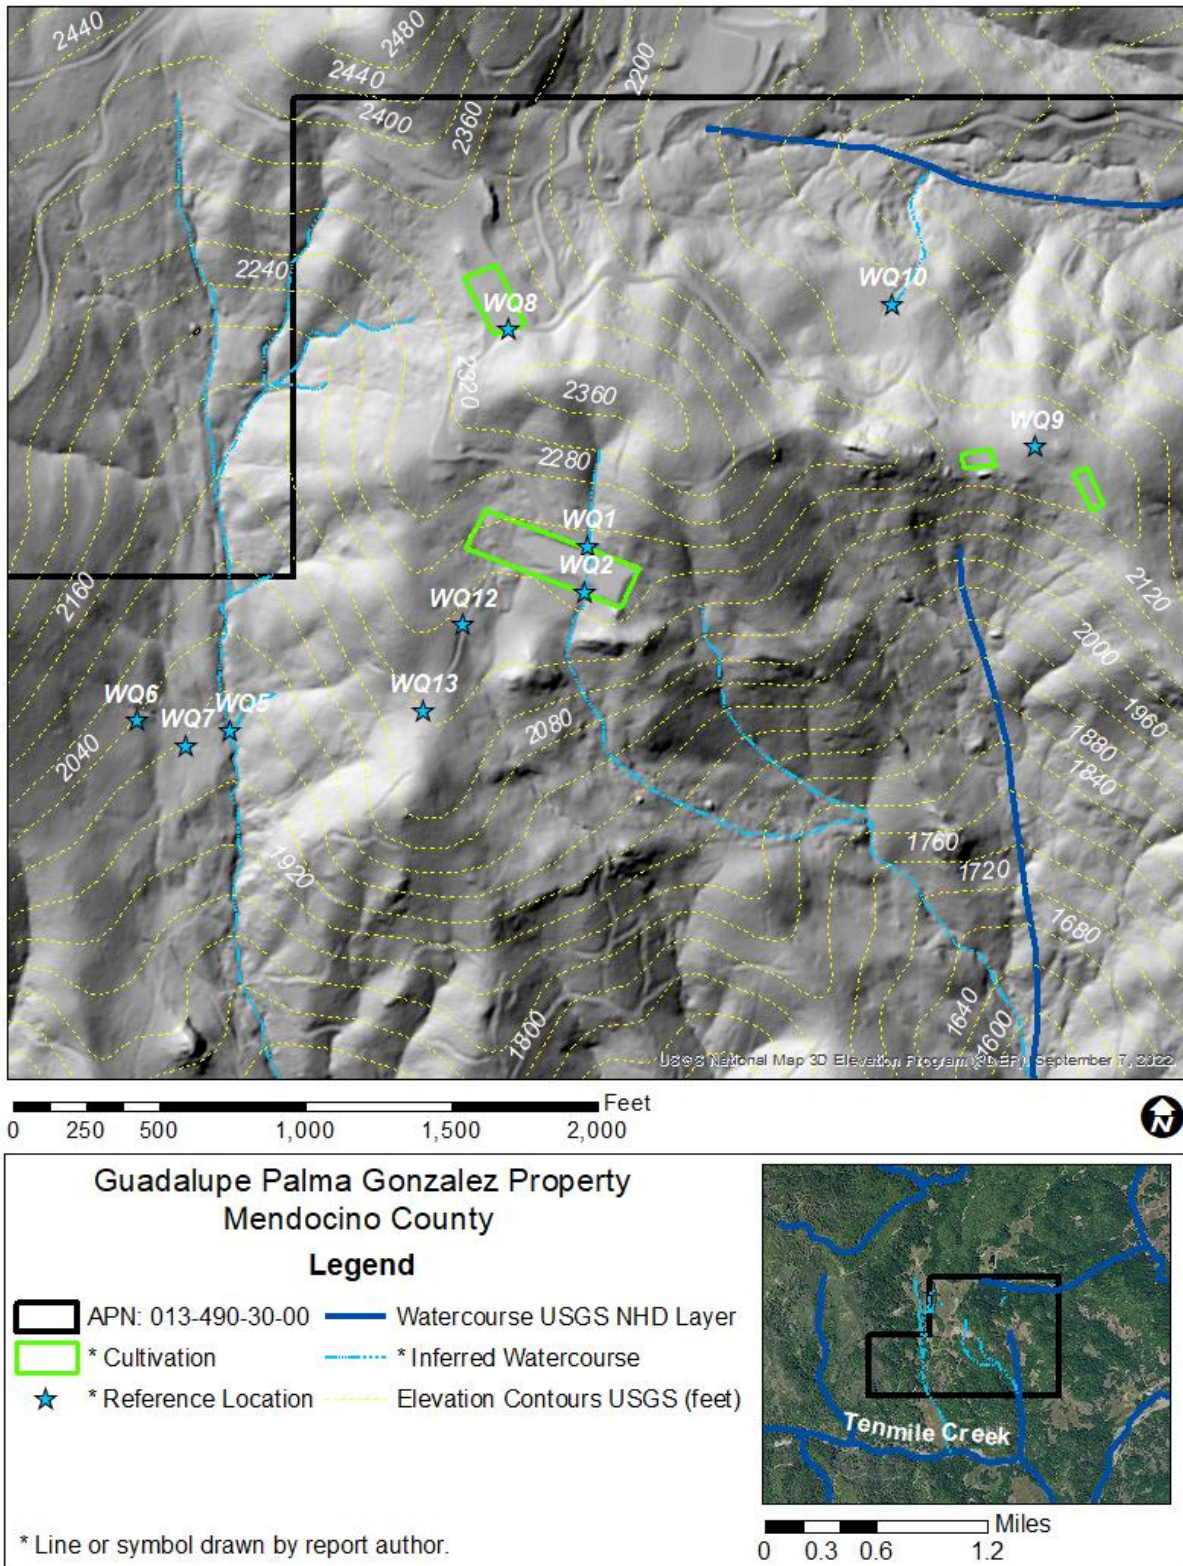 2440
2480
2440
2400
2360
2200
2240
WQ8
WQ10
2320
2360
WQ9
2280
WQ1
WQ2
2160
WQ12
2120
2000
WQ6
WQ7
WQ5
WQ13
2040
2080
1960
1880
1840
1920
1760
1720
1680
1640
1600
1800
USGS National Map 3D Elevation Program (3DEP), September 7, 2022
Feet
0 250 500 1,000 1,500 2,000
N
Guadalupe Palma Gonzalez Property
Mendocino County
Legend
APN: 013-490-30-00
Watercourse USGS NHD Layer
* Cultivation
* Inferred Watercourse
* Reference Location
Elevation Contours USGS (feet)
* Line or symbol drawn by report author.
Tenmile Creek
Miles
0 0.3 0.6 1.2